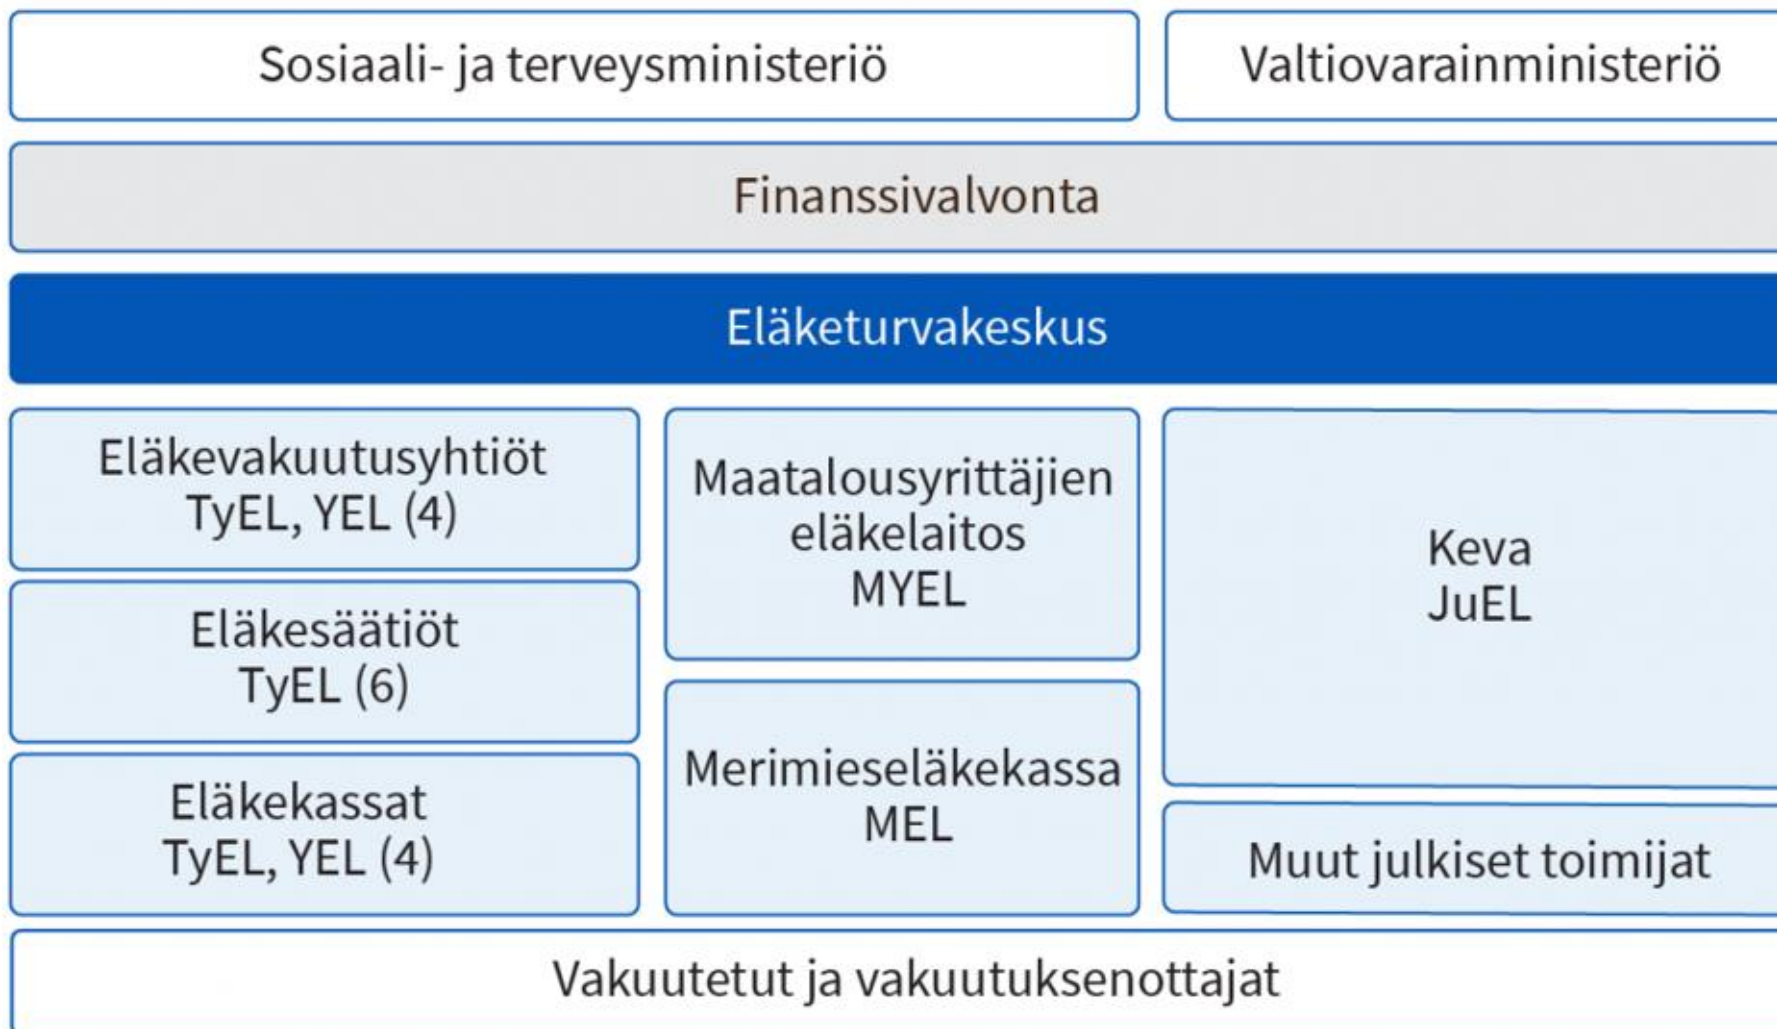 Sosiaali- ja terveysministeriö
Valtiovarainministeriö
Finanssivalvonta
Eläketurvakeskus
Eläkevakuutusyhtiöt
TyEL, YEL (4)
Eläkesäätiöt
TyEL (6)
Eläkekassat
TyEL, YEL (4)
Maatalousyrittäjien
eläkelaitos
MYEL
Merimieseläkekassa
MEL
Keva
JuEL
Muut julkiset toimijat
Vakuutetut ja vakuutuksenottajat